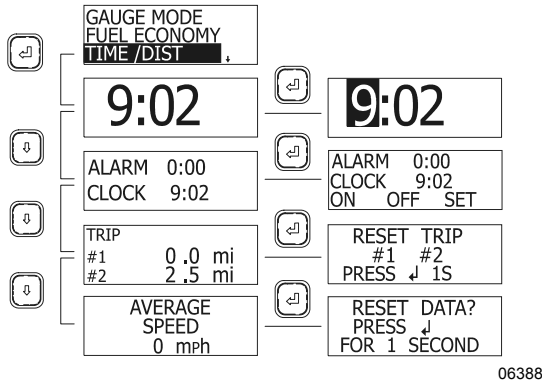 GAUGE MODE
FUEL ECONOMY
TIME /DIST
9:02
9:02
ALARM 0:00
CLOCK 9:02
ALARM 0:00
CLOCK 9:02
ON OFF SET
TRIP
#1 0.0 mi
#2 2.5 mi
RESET TRIP
#1 #2
PRESS ↲ 1S
AVERAGE
SPEED
0 mPh
RESET DATA?
PRESS ↲
FOR 1 SECOND
06388